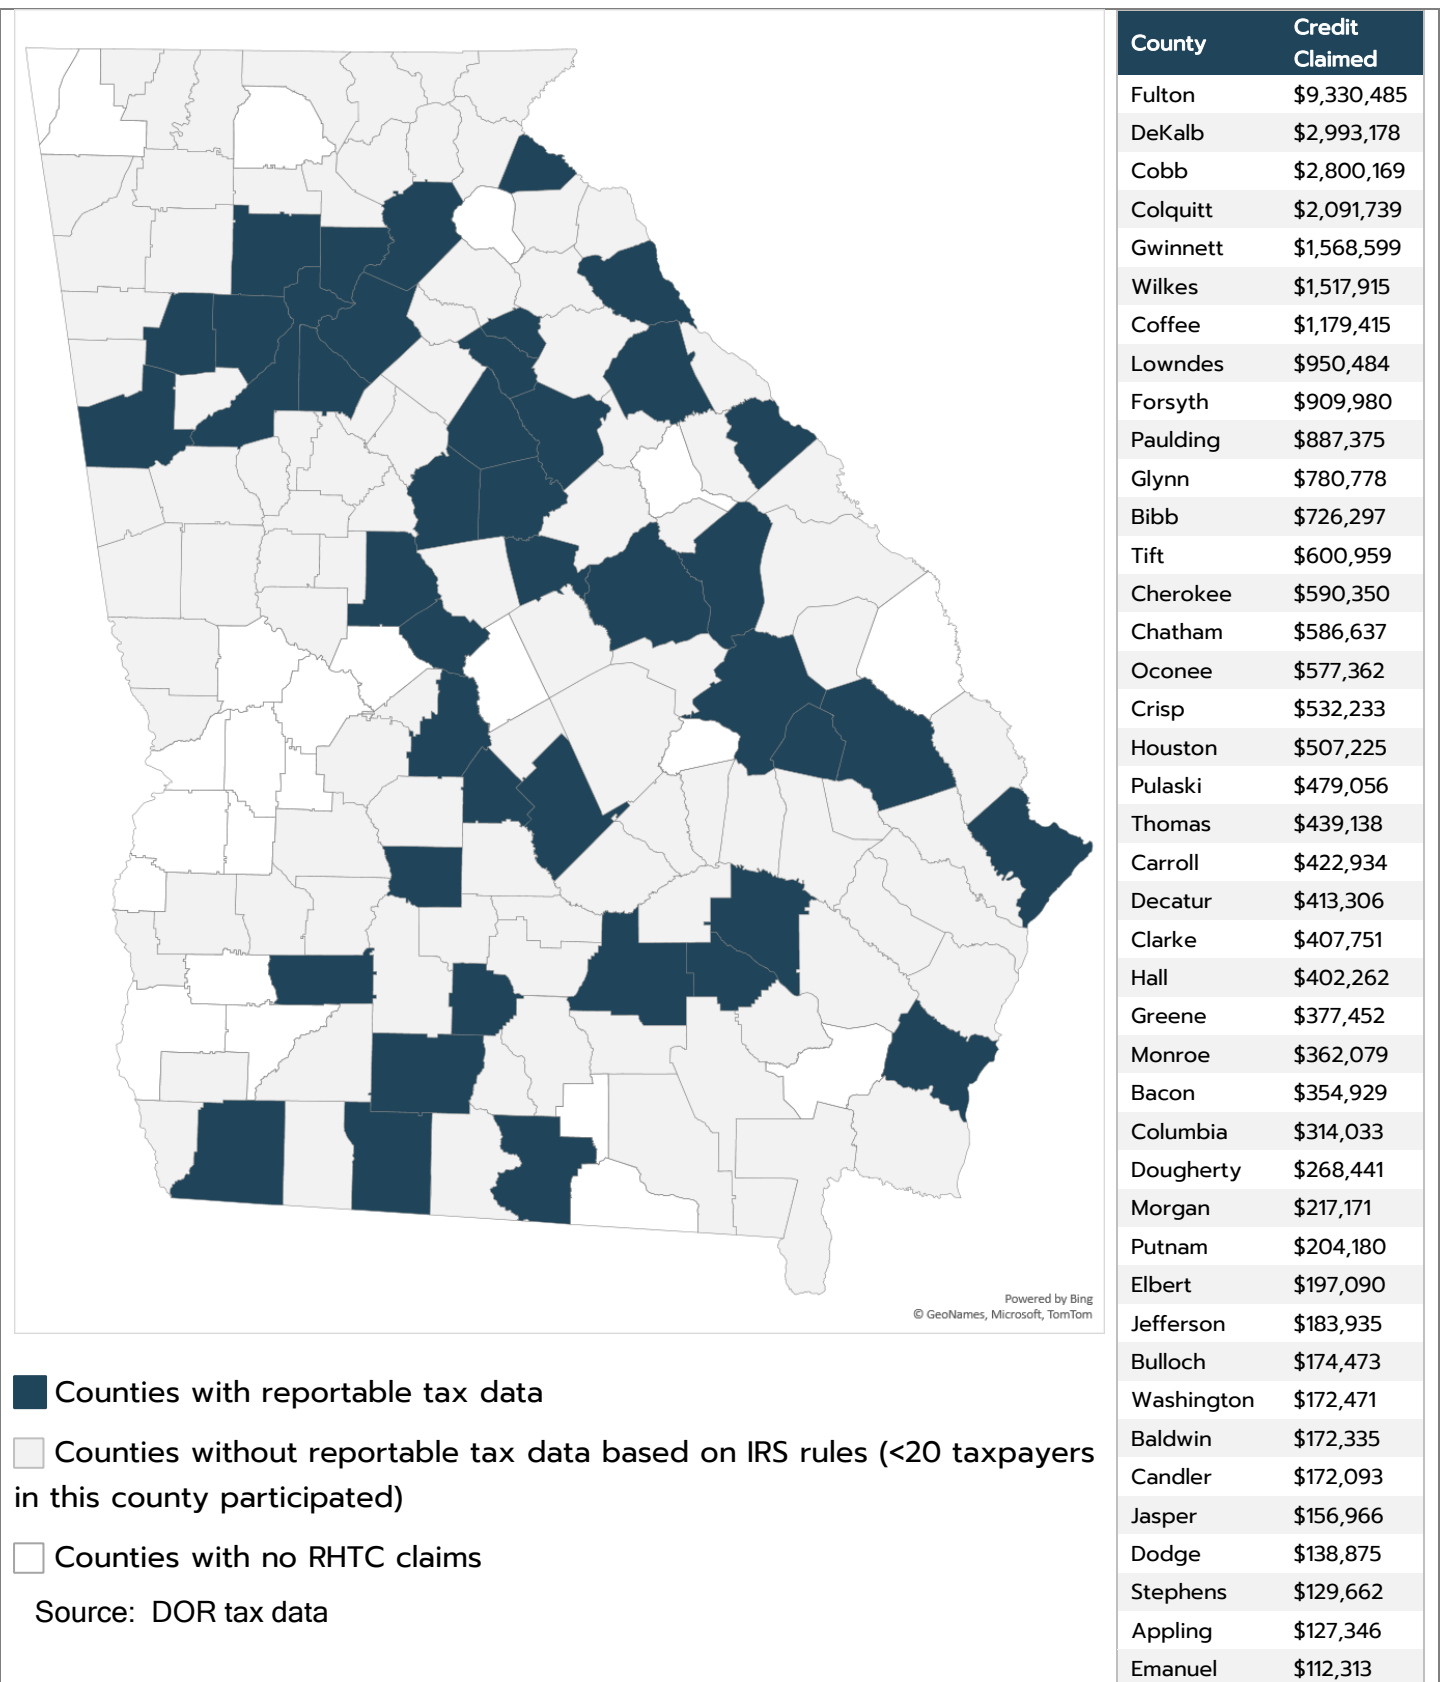 County Credit Claimed
Fulton $9,330,485
DeKalb $2,993,178
Cobb $2,800,169
Colquitt $2,091,739
Gwinnett $1,568,599
Wilkes $1,517,915
Coffee $1,179,415
Lowndes $950,484
Forsyth $909,980
Paulding $887,375
Glynn $780,778
Bibb $726,297
Tift $600,959
Cherokee $590,350
Chatham $586,637
Oconee $577,362
Crisp $532,233
Houston $507,225
Pulaski $479,056
Thomas $439,138
Carroll $422,934
Decatur $413,306
Clarke $407,751
Hall $402,262
Greene $377,452
Monroe $362,079
Bacon $354,929
Columbia $314,033
Dougherty $268,441
Morgan $217,171
Putnam $204,180
Elbert $197,090
Jefferson $183,935
Bulloch $174,473
Washington $172,471
Baldwin $172,335
Candler $172,093
Jasper $156,966
Dodge $138,875
Stephens $129,662
Appling $127,346
Emanuel $112,313
Powered by Bing
© GeoNames, Microsoft, TomTom
Counties with reportable tax data
Counties without reportable tax data based on IRS rules (<20 taxpayers
in this county participated)
Counties with no RHTC claims
Source: DOR tax data